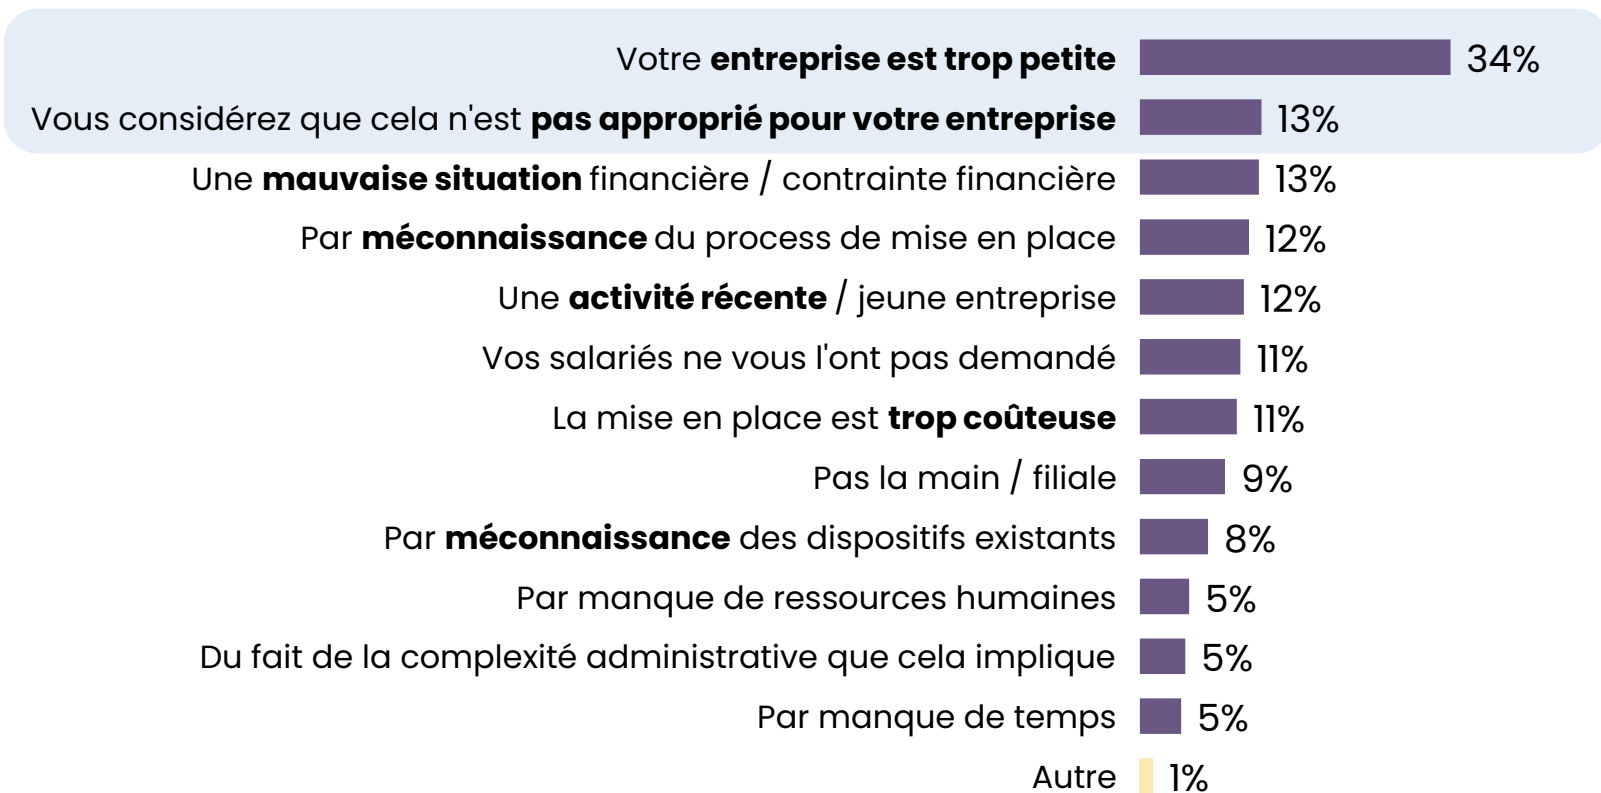 Votre entreprise est trop petite 34%
Vous considérez que cela n'est pas approprié pour votre entreprise 13%
Une mauvaise situation financière / contrainte financière 13%
Par méconnaissance du process de mise en place 12%
Une activité récente / jeune entreprise 12%
Vos salariés ne vous l'ont pas demandé 11%
La mise en place est trop coûteuse 11%
Pas la main / filiale 9%
Par méconnaissance des dispositifs existants 8%
Par manque de ressources humaines 5%
Du fait de la complexité administrative que cela implique 5%
Par manque de temps 5%
Autre 1%